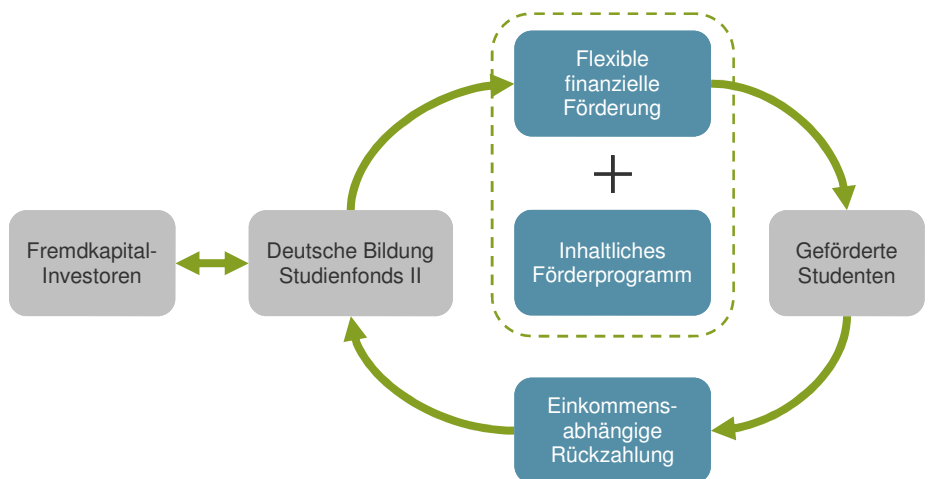 Flexible
finanzielle
Förderung
+
Fremdkapital-
Investoren
Deutsche Bildung
Studienfonds II
Inhaltliches
Förderprogramm
Geförderte
Studenten
Einkommens-
abhängige
Rückzahlung